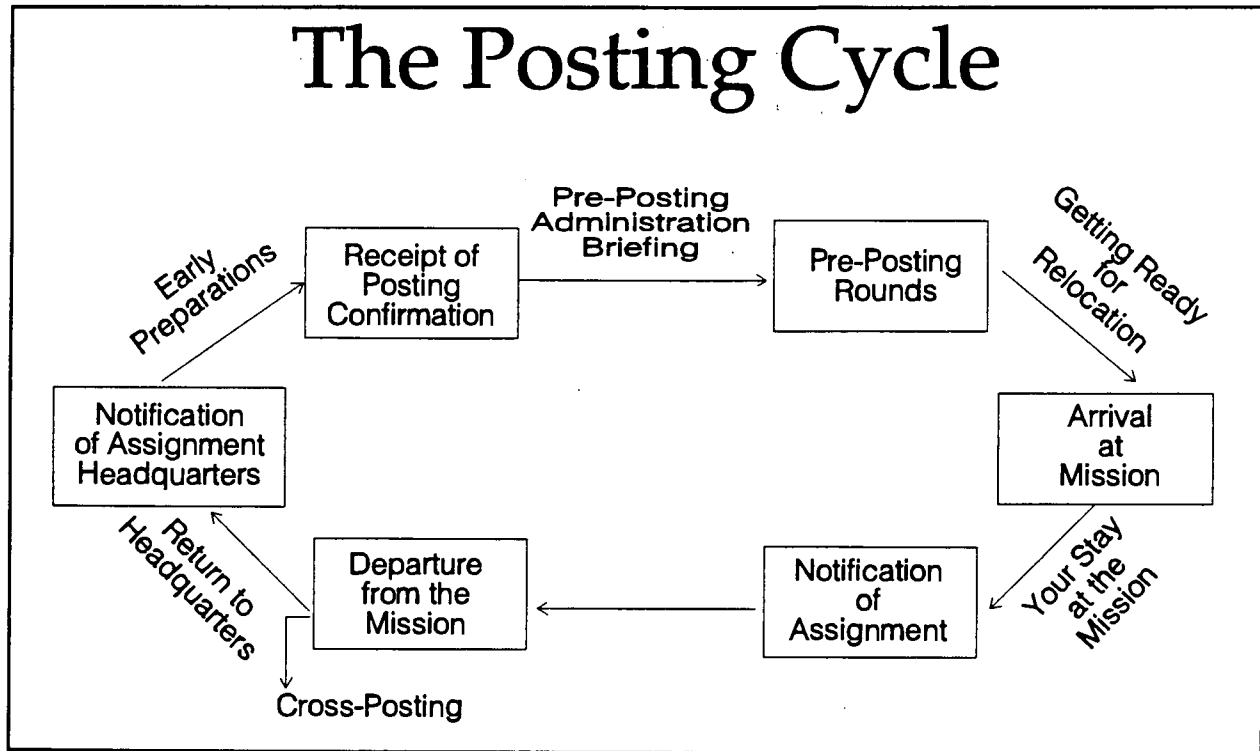 The Posting Cycle
Early
Preparations
Receipt of
Posting
Confirmation
Pre-Posting
Administration
Briefing
Pre-Posting
Rounds
Getting Ready
for
Relocation
Notification
of Assignment
Headquarters
Arrival
at
Mission
Return to
Headquarters
Departure
from the
Mission
Notification
of
Assignment
Your Stay
at the
Mission
Cross-Posting